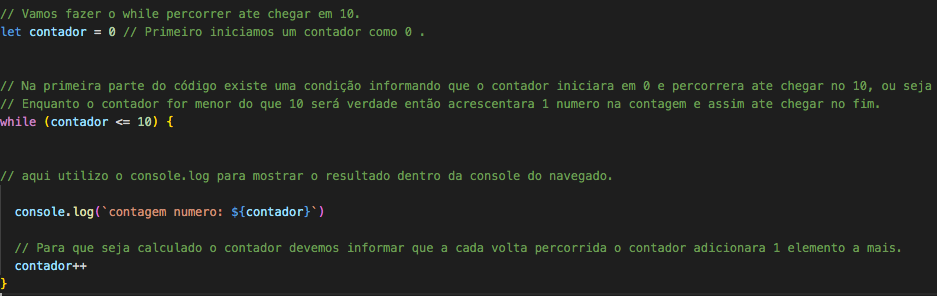 // Vamos fazer o while percorrer ate chegar em 10.
let contador = 0 // Primeiro iniciamos um contador como 0 .
// Na primeira parte do código existe uma condição informando que o contador iniciara em 0 e percorrera ate chegar no 10, ou seja
// Enquanto o contador for menor do que 10 será verdade então acrescentara 1 numero na contagem e assim ate chegar no fim.
while (contador <= 10) {
// aqui utilizo o console.log para mostrar o resultado dentro da console do navegado.
console.log(`contagem numero: ${contador}`)
// Para que seja calculado o contador devemos informar que a cada volta percorrida o contador adicionara 1 elemento a mais.
contador++
}